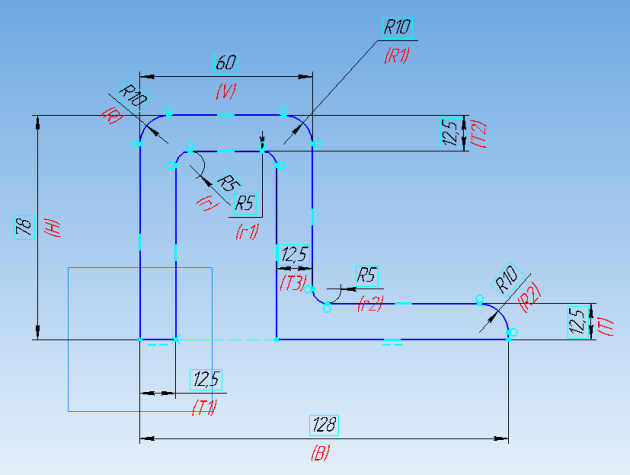 R10
(R1)
60
(V)
R10
(R)
12,5
(T2)
R5
(r)
R5
(r1)
78
(H)
12,5
(T3)
R5
(r2)
R10
(R2)
12,5
(T)
12,5
(T1)
128
(B)